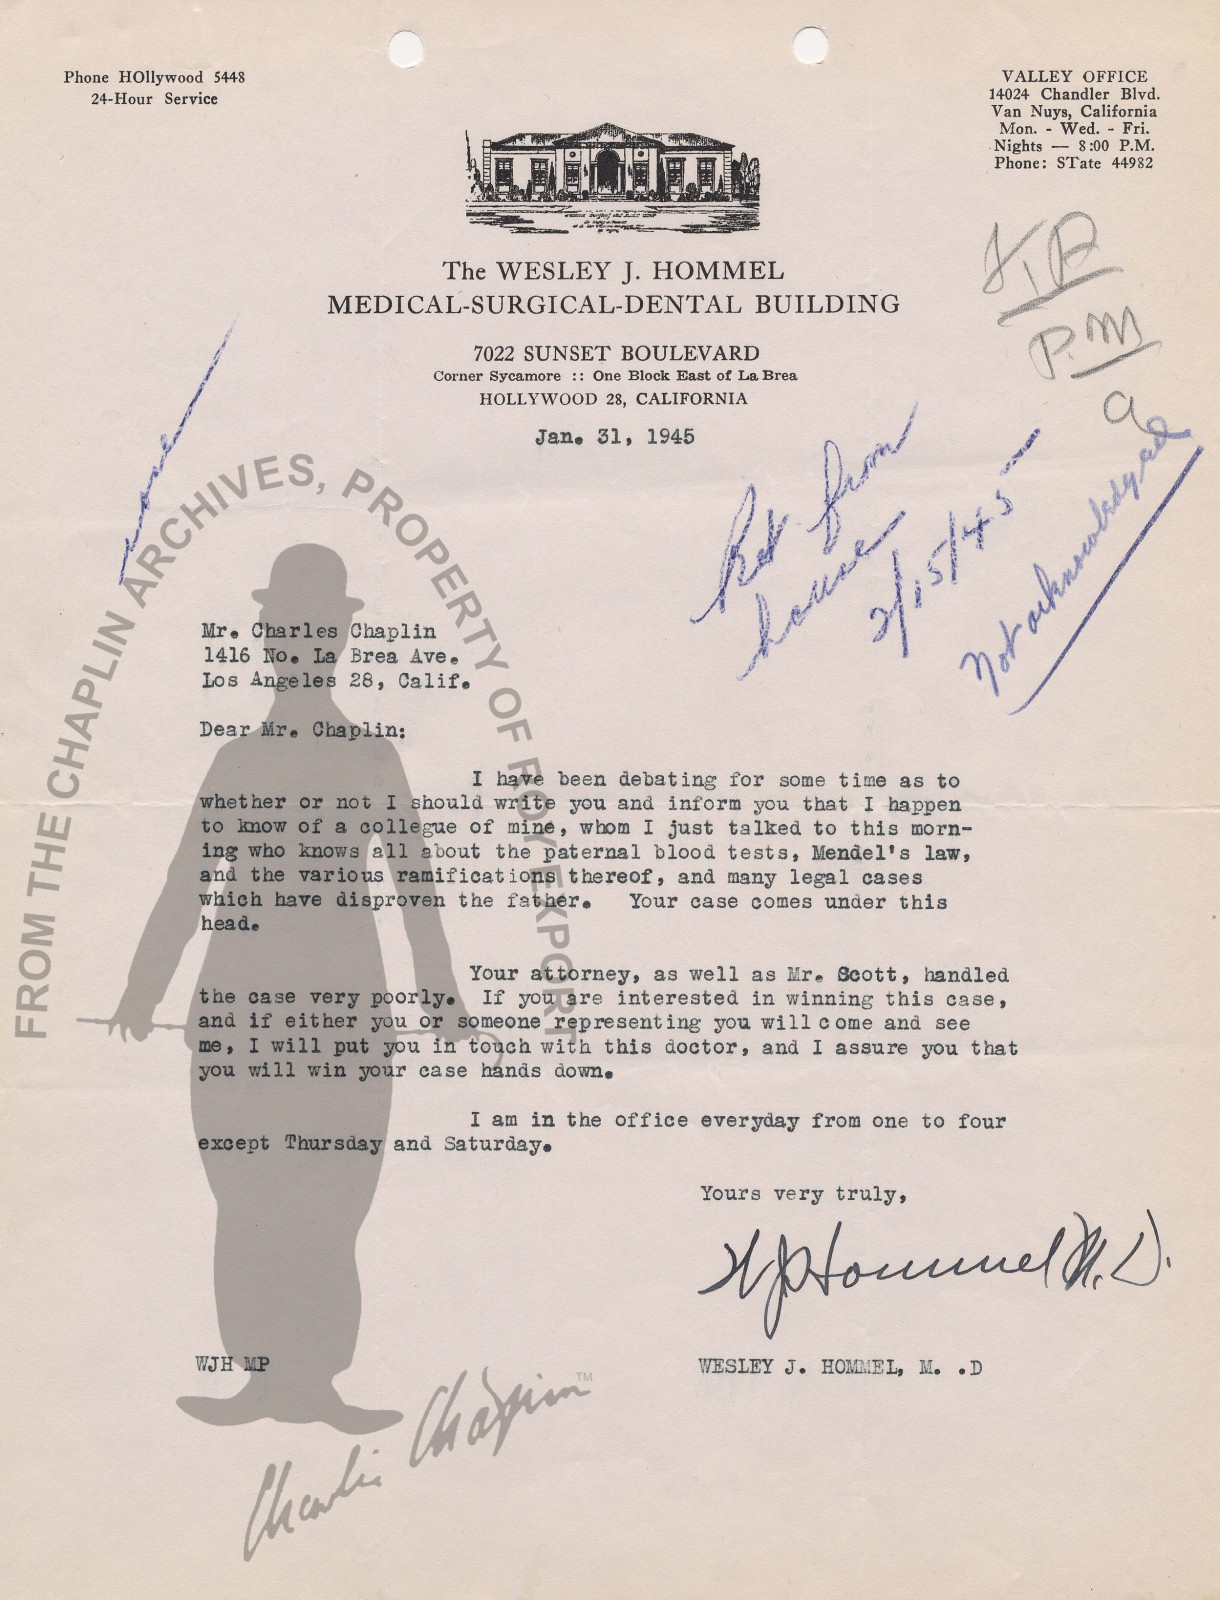 Phone HOllywood 5448
24-Hour Service
VALLEY OFFICE
14024 Chandler Blvd.
Van Nuys, California
Mon. - Wed. - Fri.
Nights — 8:00 P.M.
Phone: STate 44982
The WESLEY J. HOMMEL
MEDICAL-SURGICAL-DENTAL BUILDING
7022 SUNSET BOULEVARD
Corner Sycamore :: One Block East of La Brea
HOLLYWOOD 28, CALIFORNIA
Jan. 31, 1945
P.M
a
Ret. from
house
2/15/45
Not acknowledged
Mr. Charles Chaplin
1416 No. La Brea Ave.
Los Angeles 28, Calif.
Dear Mr. Chaplin:
I have been debating for some time as to
whether or not I should write you and inform you that I happen
to know of a collegue of mine, whom I just talked to this morn-
ing who knows all about the paternal blood tests, Mendel's law,
and the various ramifications thereof, and many legal cases
which have disproven the father. Your case comes under this
head.
Your attorney, as well as Mr. Scott, handled
the case very poorly. If you are interested in winning this case,
and if either you or someone representing you will come and see
me, I will put you in touch with this doctor, and I assure you that
you will win your case hands down.
I am in the office everyday from one to four
except Thursday and Saturday.
Yours very truly,
W J Hommel M. D.
WJH MP
WESLEY J. HOMMEL, M. .D
FROM THE CHAPLIN ARCHIVES, PROPERTY OF ROY EXPORT
Charlie Chaplin TM